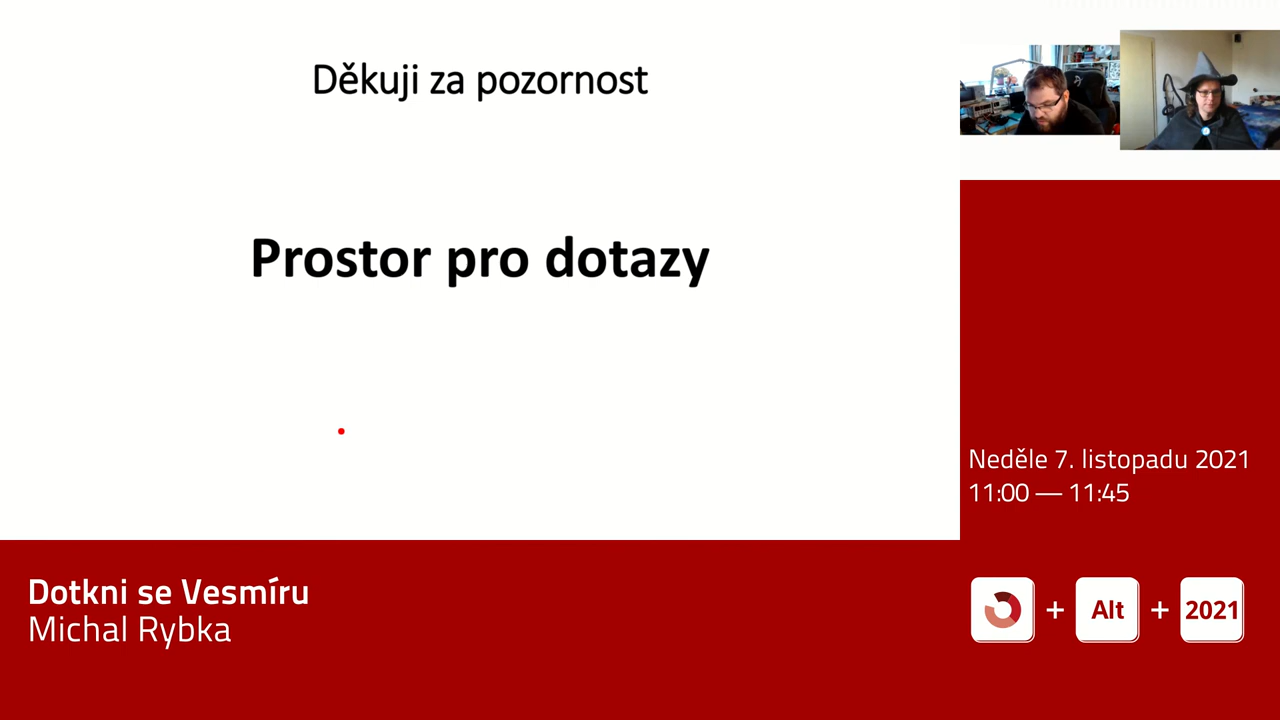 Děkuji za pozornost
Prostor pro dotazy
Neděle 7. listopadu 2021
11:00 — 11:45
Dotkni se Vesmíru
Michal Rybka
+ Alt + 2021